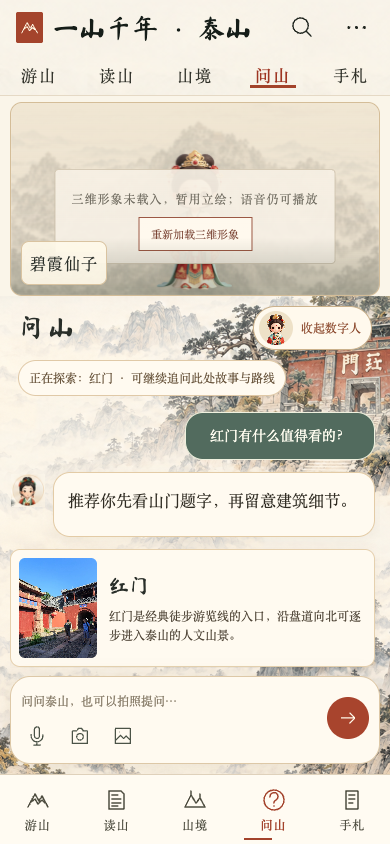 一山千年 · 泰山
游山 读山 山境 问山 手札
三维形象未载入，暂用立绘；语音仍可播放
重新加载三维形象
碧霞仙子
问山
收起数字人
正在探索：红门 · 可继续追问此处故事与路线
红门有什么值得看的？
推荐你先看山门题字，再留意建筑细节。
红门
红门是经典徒步游览线的入口，沿盘道向北可逐
步进入泰山的人文山景。
问问泰山，也可以拍照提问…
游山 读山 山境 问山 手札